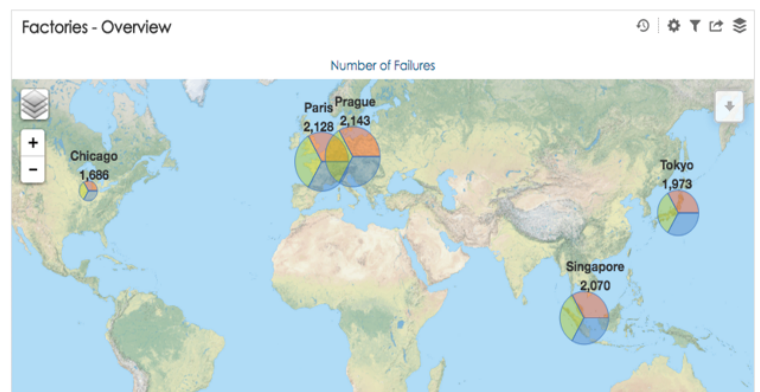 Factories - Overview
Number of Failures
Paris
2,128
Prague
2,143
Chicago
1,686
Tokyo
1,973
Singapore
2,070
+
-